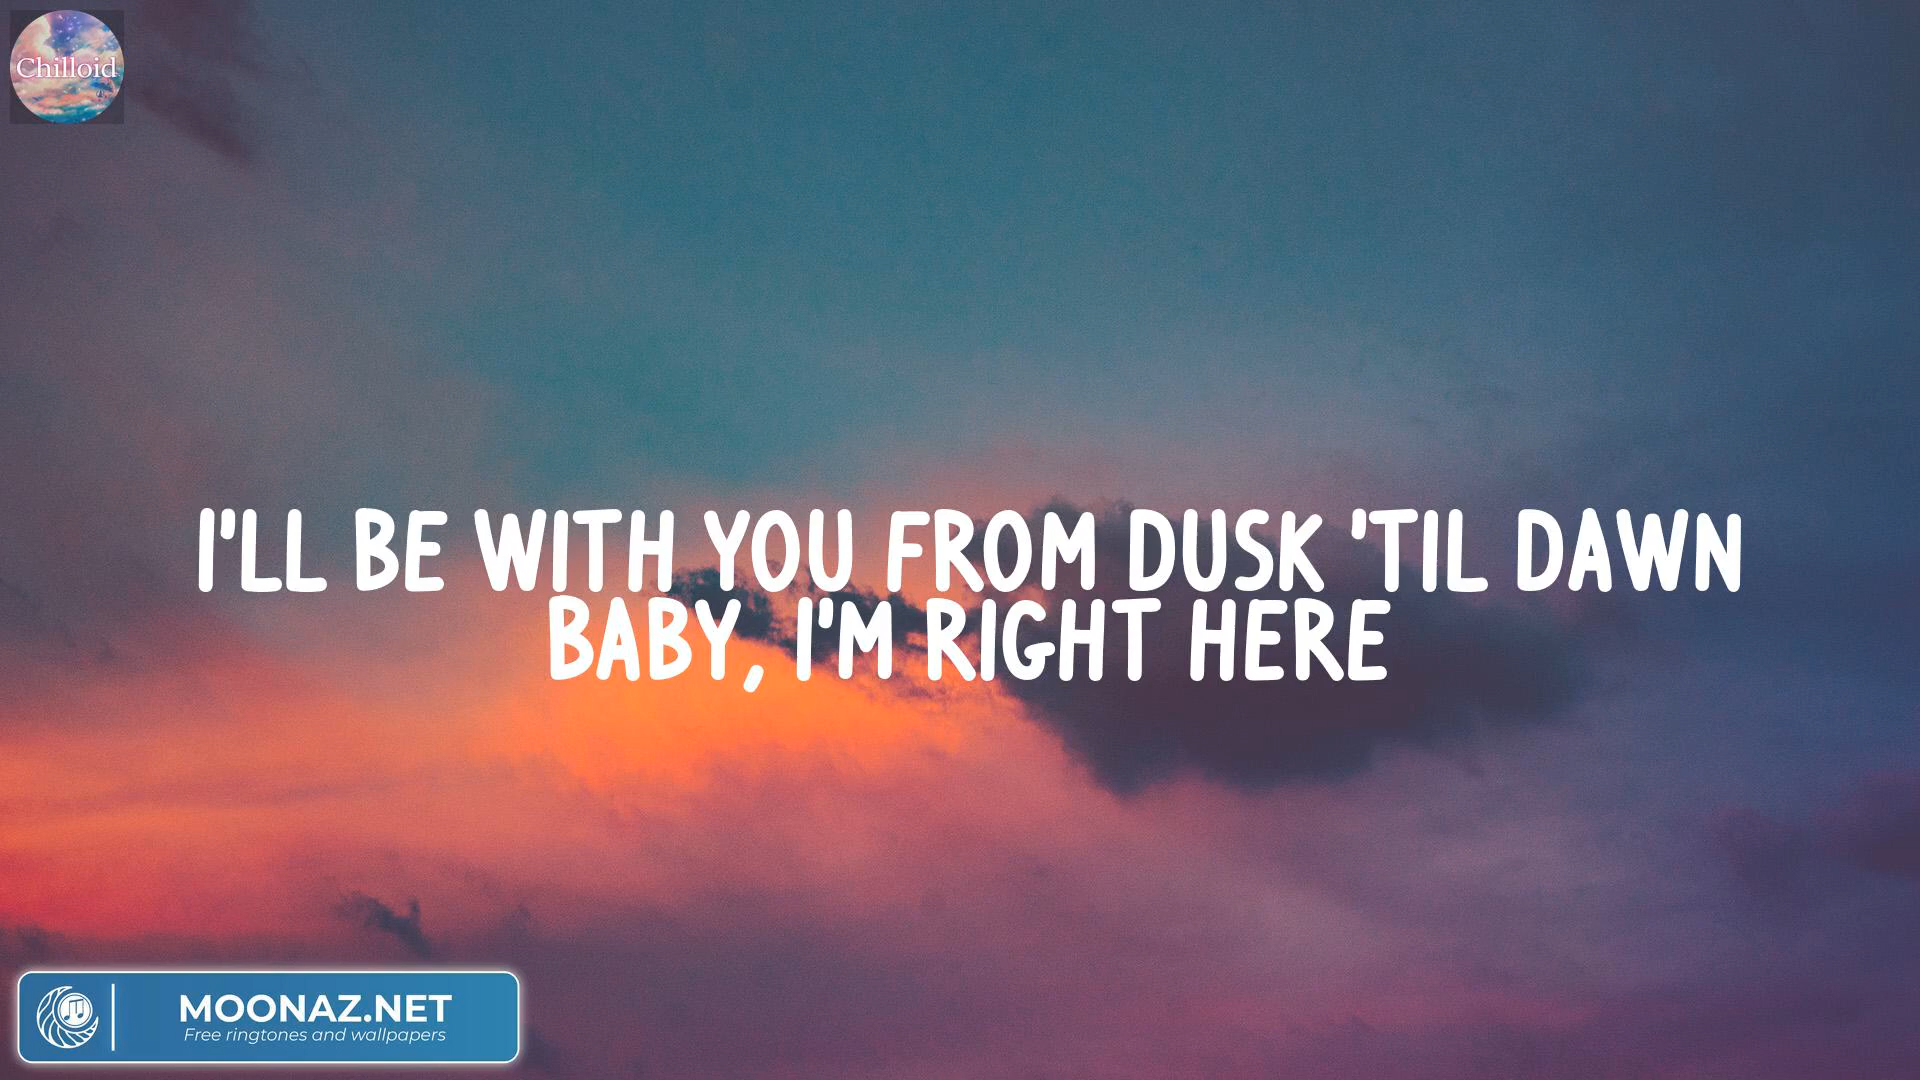 Chilloid
I'LL BE WITH YOU FROM DUSK 'TIL DAWN
BABY, I'M RIGHT HERE
MOONAZ.NET
Free ringtones and wallpapers